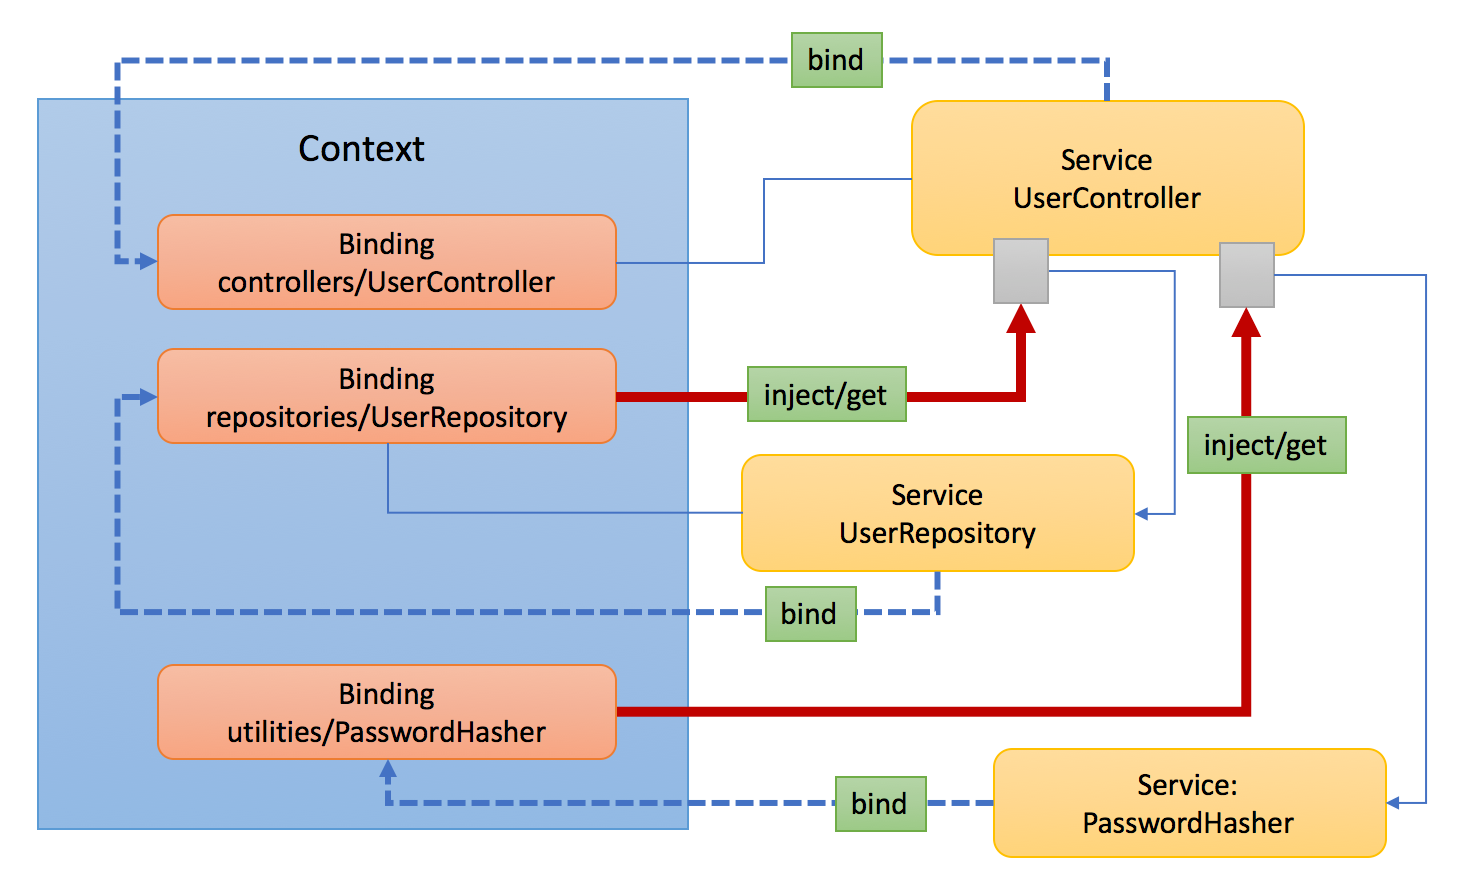 bind
Context
Service
UserController
Binding
controllers/UserController
Binding
repositories/UserRepository
inject/get
inject/get
Service
UserRepository
bind
Binding
utilities/PasswordHasher
bind
Service:
PasswordHasher